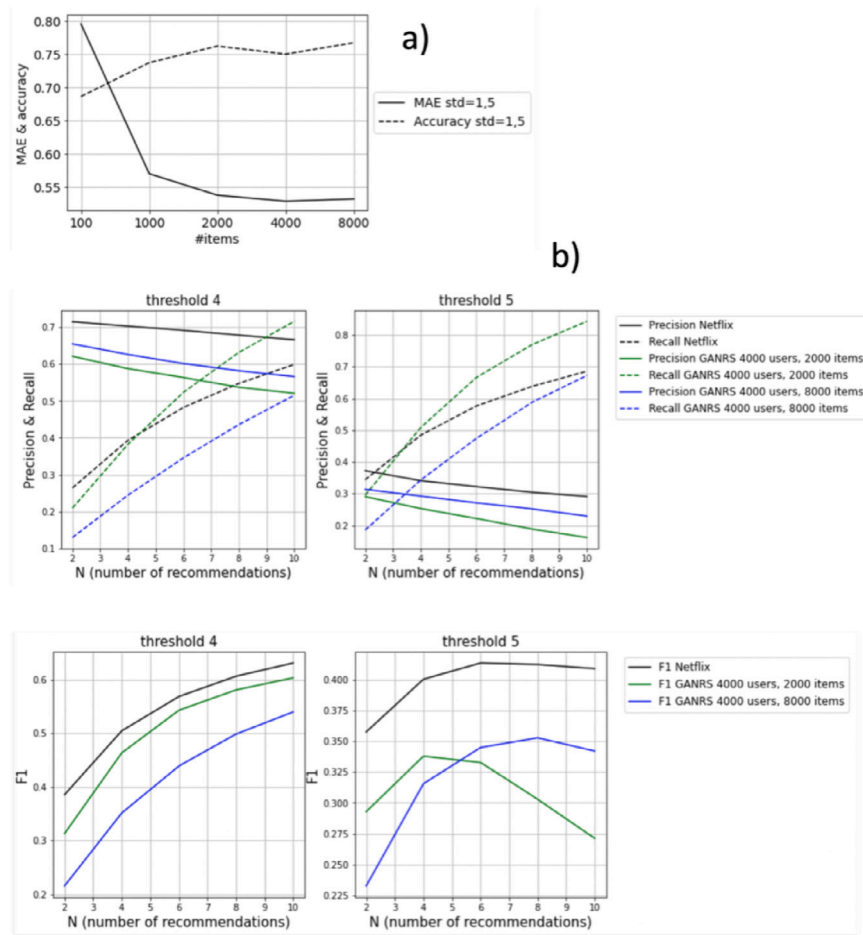 a)
0.80
0.75
0.70
0.65
0.60
0.55
MAE & accuracy
100 1000 2000 4000 8000
#items
MAE std=1,5
Accuracy std=1,5
b)
threshold 4
0.7
0.6
0.5
0.4
0.3
0.2
0.1
Precision & Recall
2 3 4 5 6 7 8 9 10
N (number of recommendations)
threshold 5
0.8
0.7
0.6
0.5
0.4
0.3
0.2
Precision & Recall
2 3 4 5 6 7 8 9 10
N (number of recommendations)
Precision Netflix
Recall Netflix
Precision GANRS 4000 users, 2000 items
Recall GANRS 4000 users, 2000 items
Precision GANRS 4000 users, 8000 items
Recall GANRS 4000 users, 8000 items
threshold 4
0.6
0.5
0.4
0.3
0.2
F1
2 3 4 5 6 7 8 9 10
N (number of recommendations)
threshold 5
0.400
0.375
0.350
0.325
0.300
0.275
0.250
0.225
F1
2 3 4 5 6 7 8 9 10
N (number of recommendations)
F1 Netflix
F1 GANRS 4000 users, 2000 items
F1 GANRS 4000 users, 8000 items